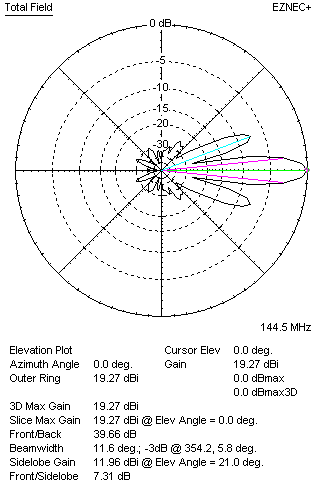 Total Field EZNEC+
0 dB
-5
-10
-15
-20
-30
144.5 MHz
Elevation Plot Cursor Elev 0.0 deg.
Azimuth Angle 0.0 deg. Gain 19.27 dBi
Outer Ring 19.27 dBi 0.0 dBmax
0.0 dBmax3D
3D Max Gain 19.27 dBi
Slice Max Gain 19.27 dBi @ Elev Angle = 0.0 deg.
Front/Back 39.66 dB
Beamwidth 11.6 deg.; -3dB @ 354.2, 5.8 deg.
Sidelobe Gain 11.96 dBi @ Elev Angle = 21.0 deg.
Front/Sidelobe 7.31 dB